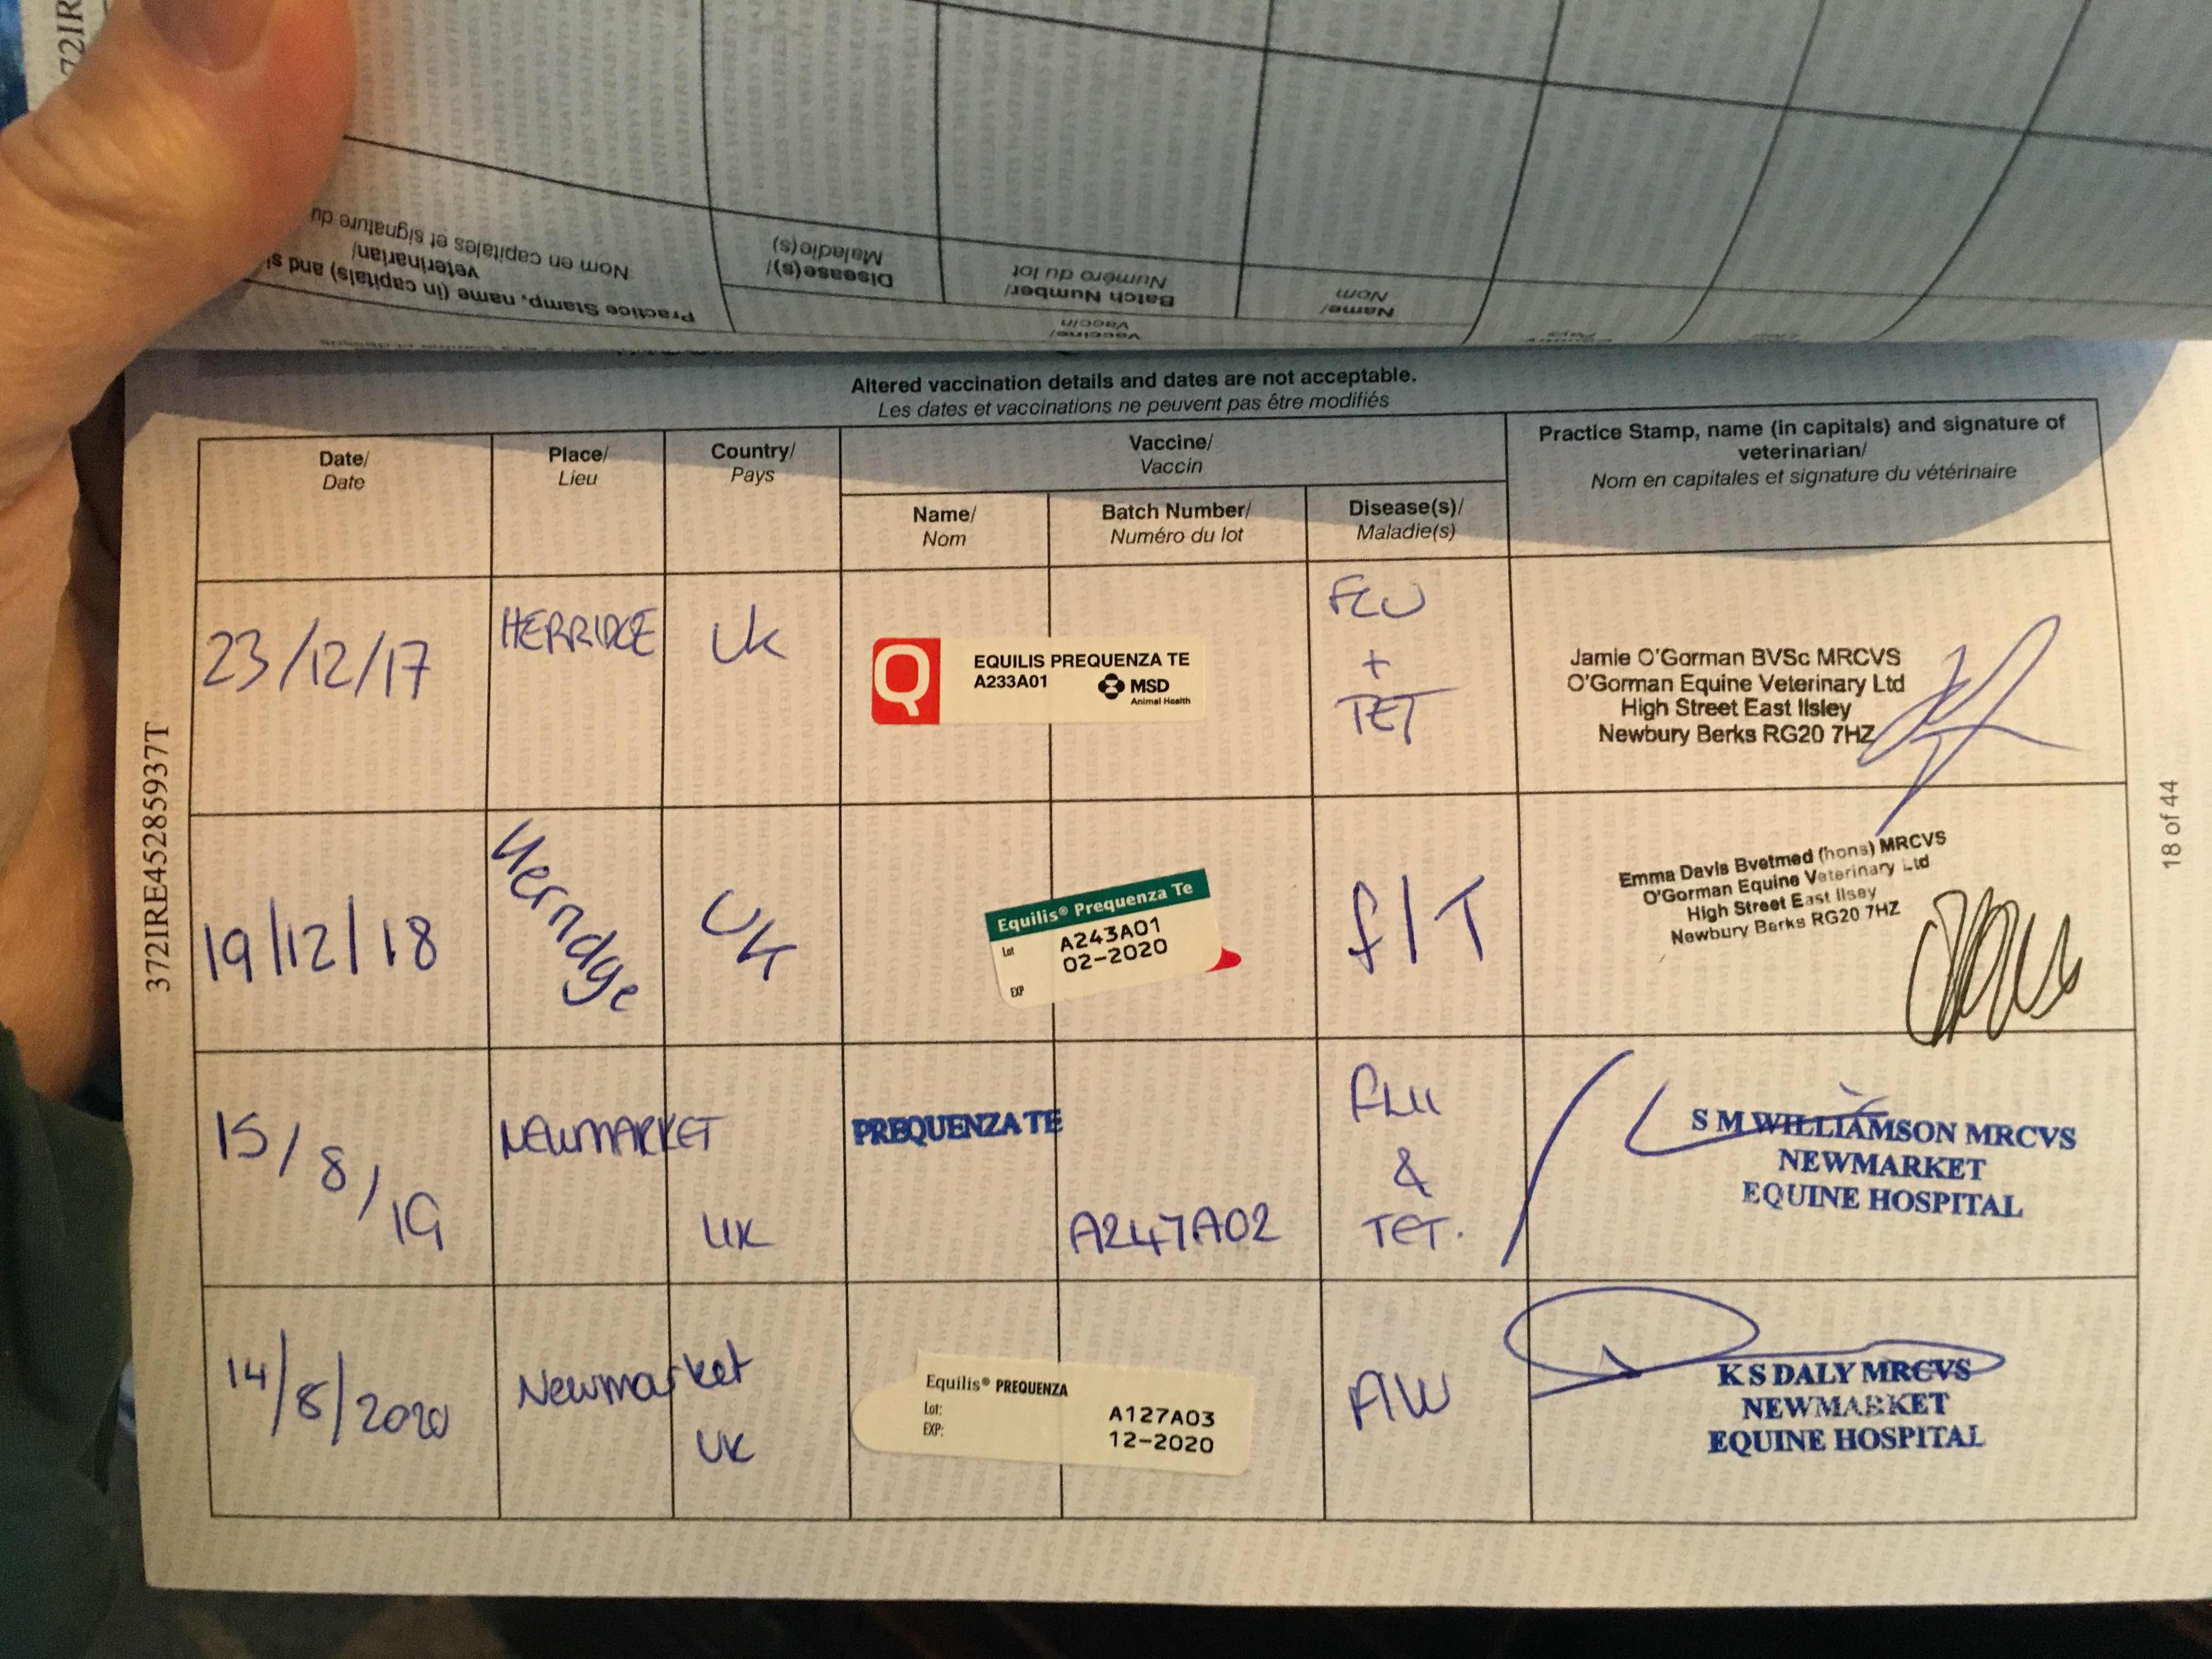 72IR
Nom en capitales et signature du
veterinarian/
Practice Stamp, name (in capitals) and si
Disease(s)/
Maladie(s)
Batch Number/
Numéro du lot
Name/
Nom
Vaccine/
Vaccin
Altered vaccination details and dates are not acceptable.
Les dates et vaccinations ne peuvent pas être modifiés
Date/
Date
Place/
Lieu
Country/
Pays
Vaccine/
Vaccin
Name/
Nom
Batch Number/
Numéro du lot
Disease(s)/
Maladie(s)
Practice Stamp, name (in capitals) and signature of
veterinarian/
Nom en capitales et signature du vétérinaire
23/12/17
HERRIDGE
UK
Q
EQUILIS PREQUENZA TE
A233A01
MSD
Animal Health
FLU
+
TET
Jamie O'Gorman BVSc MRCVS
O'Gorman Equine Veterinary Ltd
High Street East Ilsley
Newbury Berks RG20 7HZ
19/12/18
Herridge
UK
Equilis® Prequenza Te
Lot A243A01
02-2020
EXP
f/T
Emma Davis Bvetmed (hons) MRCVS
O'Gorman Equine Veterinary Ltd
High Street East Ilsey
Newbury Berks RG20 7HZ
15/8/19
NEWMARKET
UK
PREQUENZA TE
A247A02
FLU
&
TET.
S M WILLIAMSON MRCVS
NEWMARKET
EQUINE HOSPITAL
14/8/2020
Newmarket
UK
Equilis® PREQUENZA
Lot: A127A03
EXP: 12-2020
K S DALY MRCVS
NEWMARKET
EQUINE HOSPITAL
372IRE45285937T
18 of 44